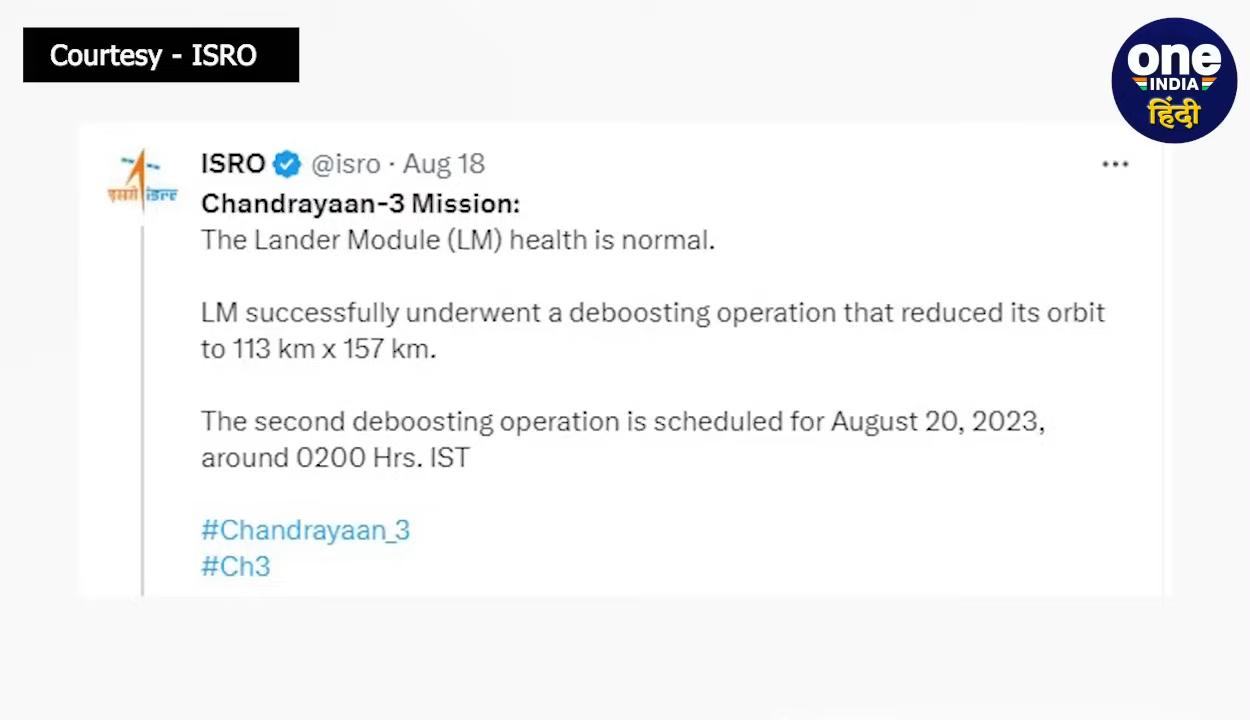 Courtesy - ISRO
one
INDIA
हिंदी
ISRO @isro · Aug 18
इसरो isro
Chandrayaan-3 Mission:
The Lander Module (LM) health is normal.
LM successfully underwent a deboosting operation that reduced its orbit
to 113 km x 157 km.
The second deboosting operation is scheduled for August 20, 2023,
around 0200 Hrs. IST
#Chandrayaan_3
#Ch3